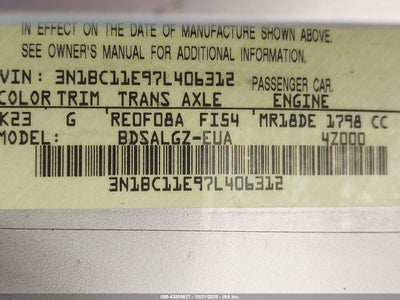 IN EFFECT ON THE DATE OF MANUFACTURE SHOWN ABOVE.
SEE OWNER'S MANUAL FOR ADDITIONAL INFORMATION.
VIN : 3N1BC11E97L406312 PASSENGER CAR.
COLOR TRIM TRANS AXLE ENGINE
K23 G RE0F08A FI54 MR18DE 1798 CC
MODEL: BDSALGZ-EUA 4Z000
3N1BC11E97L406312